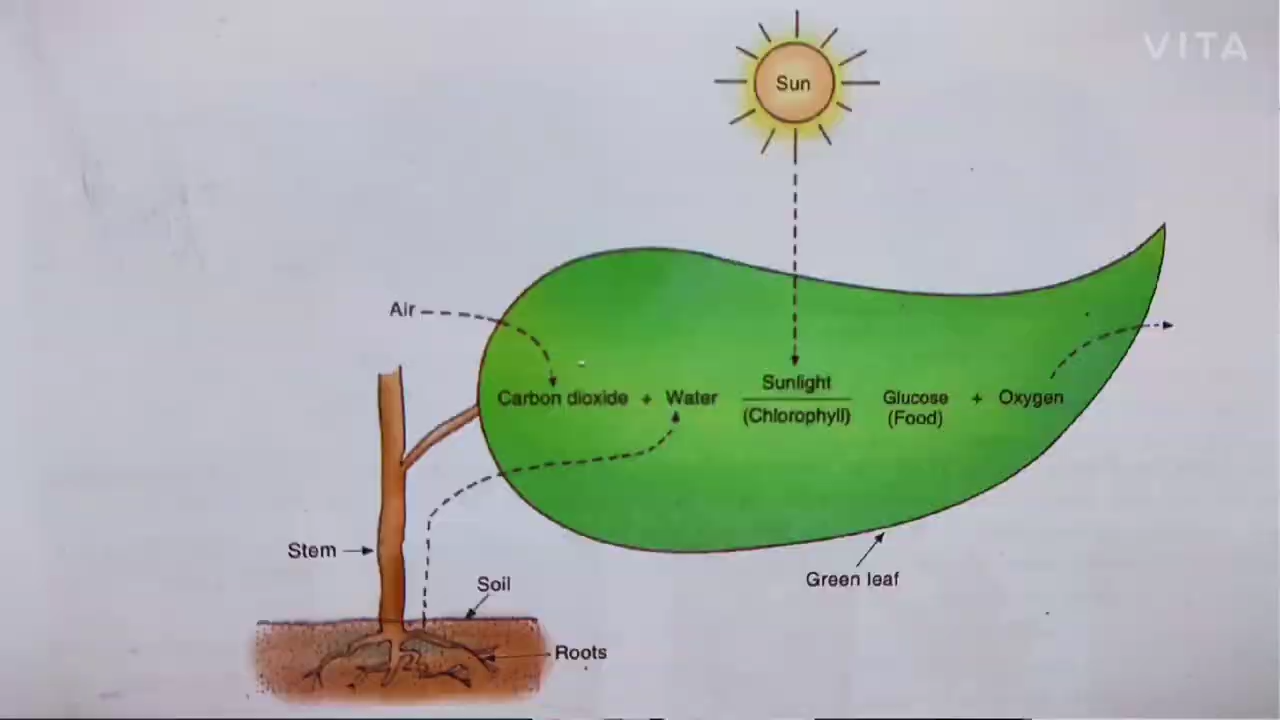 VITA
Sun
Air
Carbon dioxide + Water
Sunlight
(Chlorophyll)
Glucose + Oxygen
(Food)
Stem
Soil
Green leaf
Roots